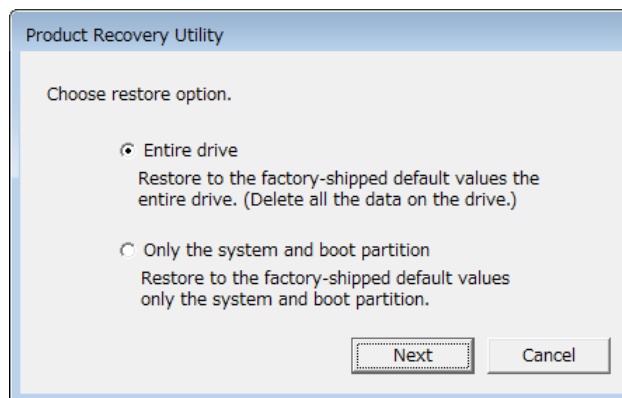 Product Recovery Utility
Choose restore option.
Entire drive
Restore to the factory-shipped default values the
entire drive. (Delete all the data on the drive.)
Only the system and boot partition
Restore to the factory-shipped default values
only the system and boot partition.
Next
Cancel